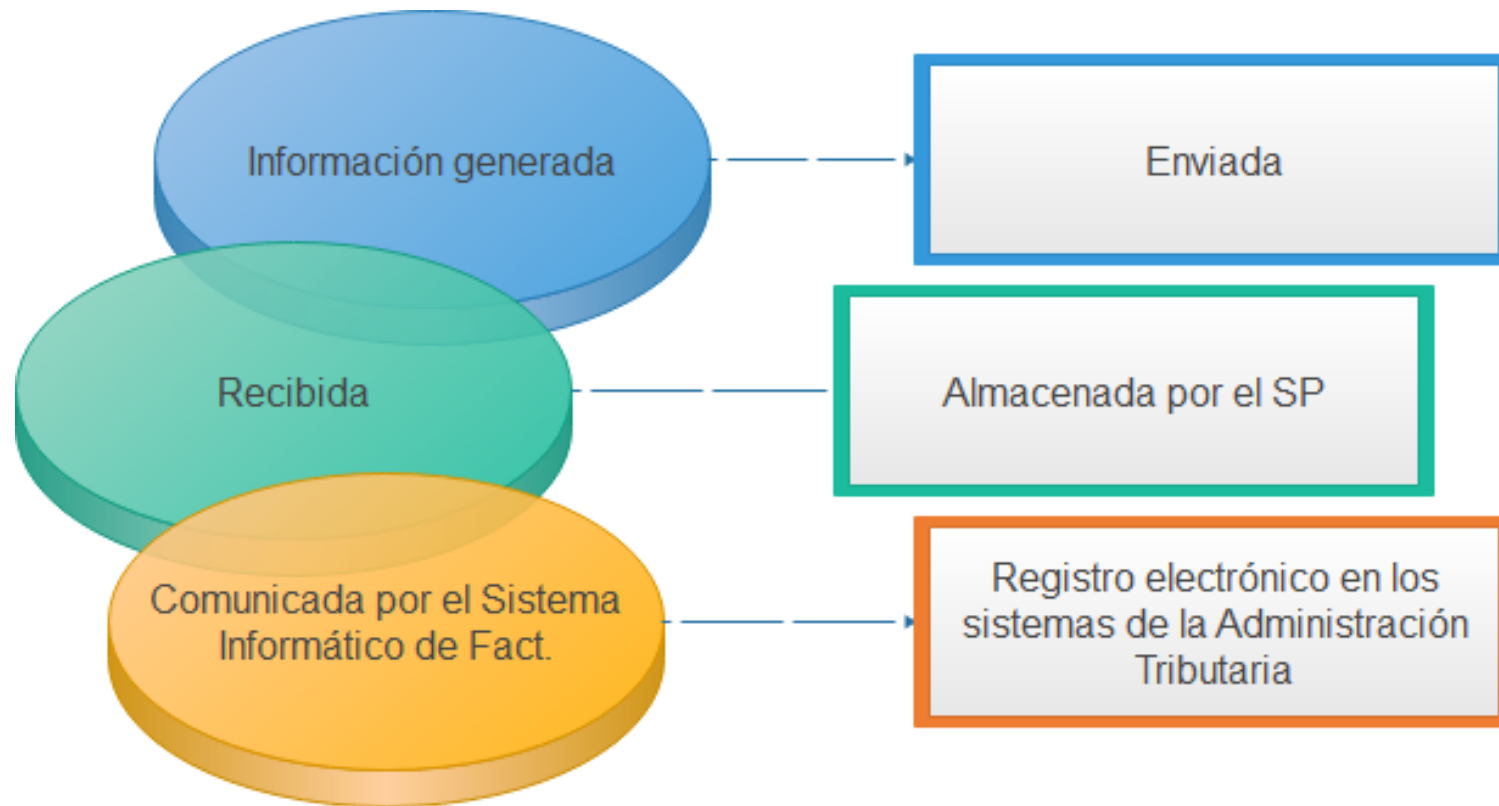 Información generada
Enviada
Recibida
Almacenada por el SP
Comunicada por el Sistema
Informático de Fact.
Registro electrónico en los
sistemas de la Administración
Tributaria